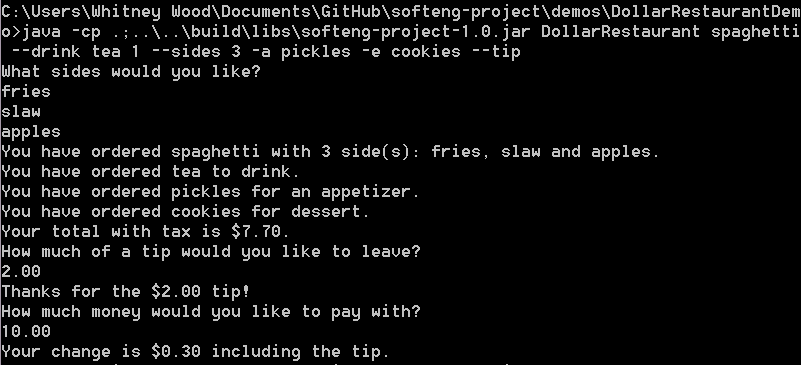 C:\Users\Whitney Wood\Documents\GitHub\softeng-project\demos\DollarRestaurantDem
o>java -cp .;..\..\build\libs\softeng-project-1.0.jar DollarRestaurant spaghetti
--drink tea 1 --sides 3 -a pickles -e cookies --tip
What sides would you like?
fries
slaw
apples
You have ordered spaghetti with 3 side(s): fries, slaw and apples.
You have ordered tea to drink.
You have ordered pickles for an appetizer.
You have ordered cookies for dessert.
Your total with tax is $7.70.
How much of a tip would you like to leave?
2.00
Thanks for the $2.00 tip!
How much money would you like to pay with?
10.00
Your change is $0.30 including the tip.